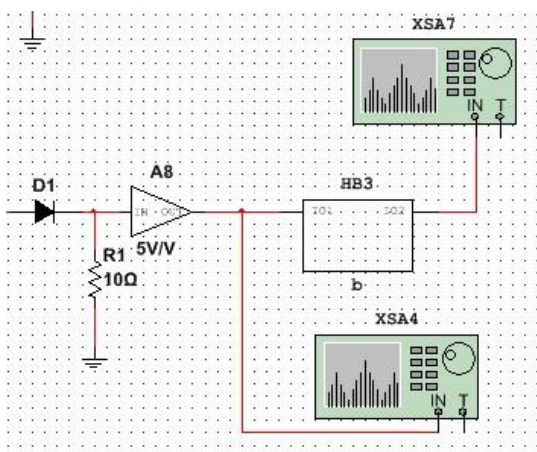 XSA7
IN T
D1
A8
IN OUT
5V/V
HB3
IO1 IO2
b
R1
10Ω
XSA4
IN T